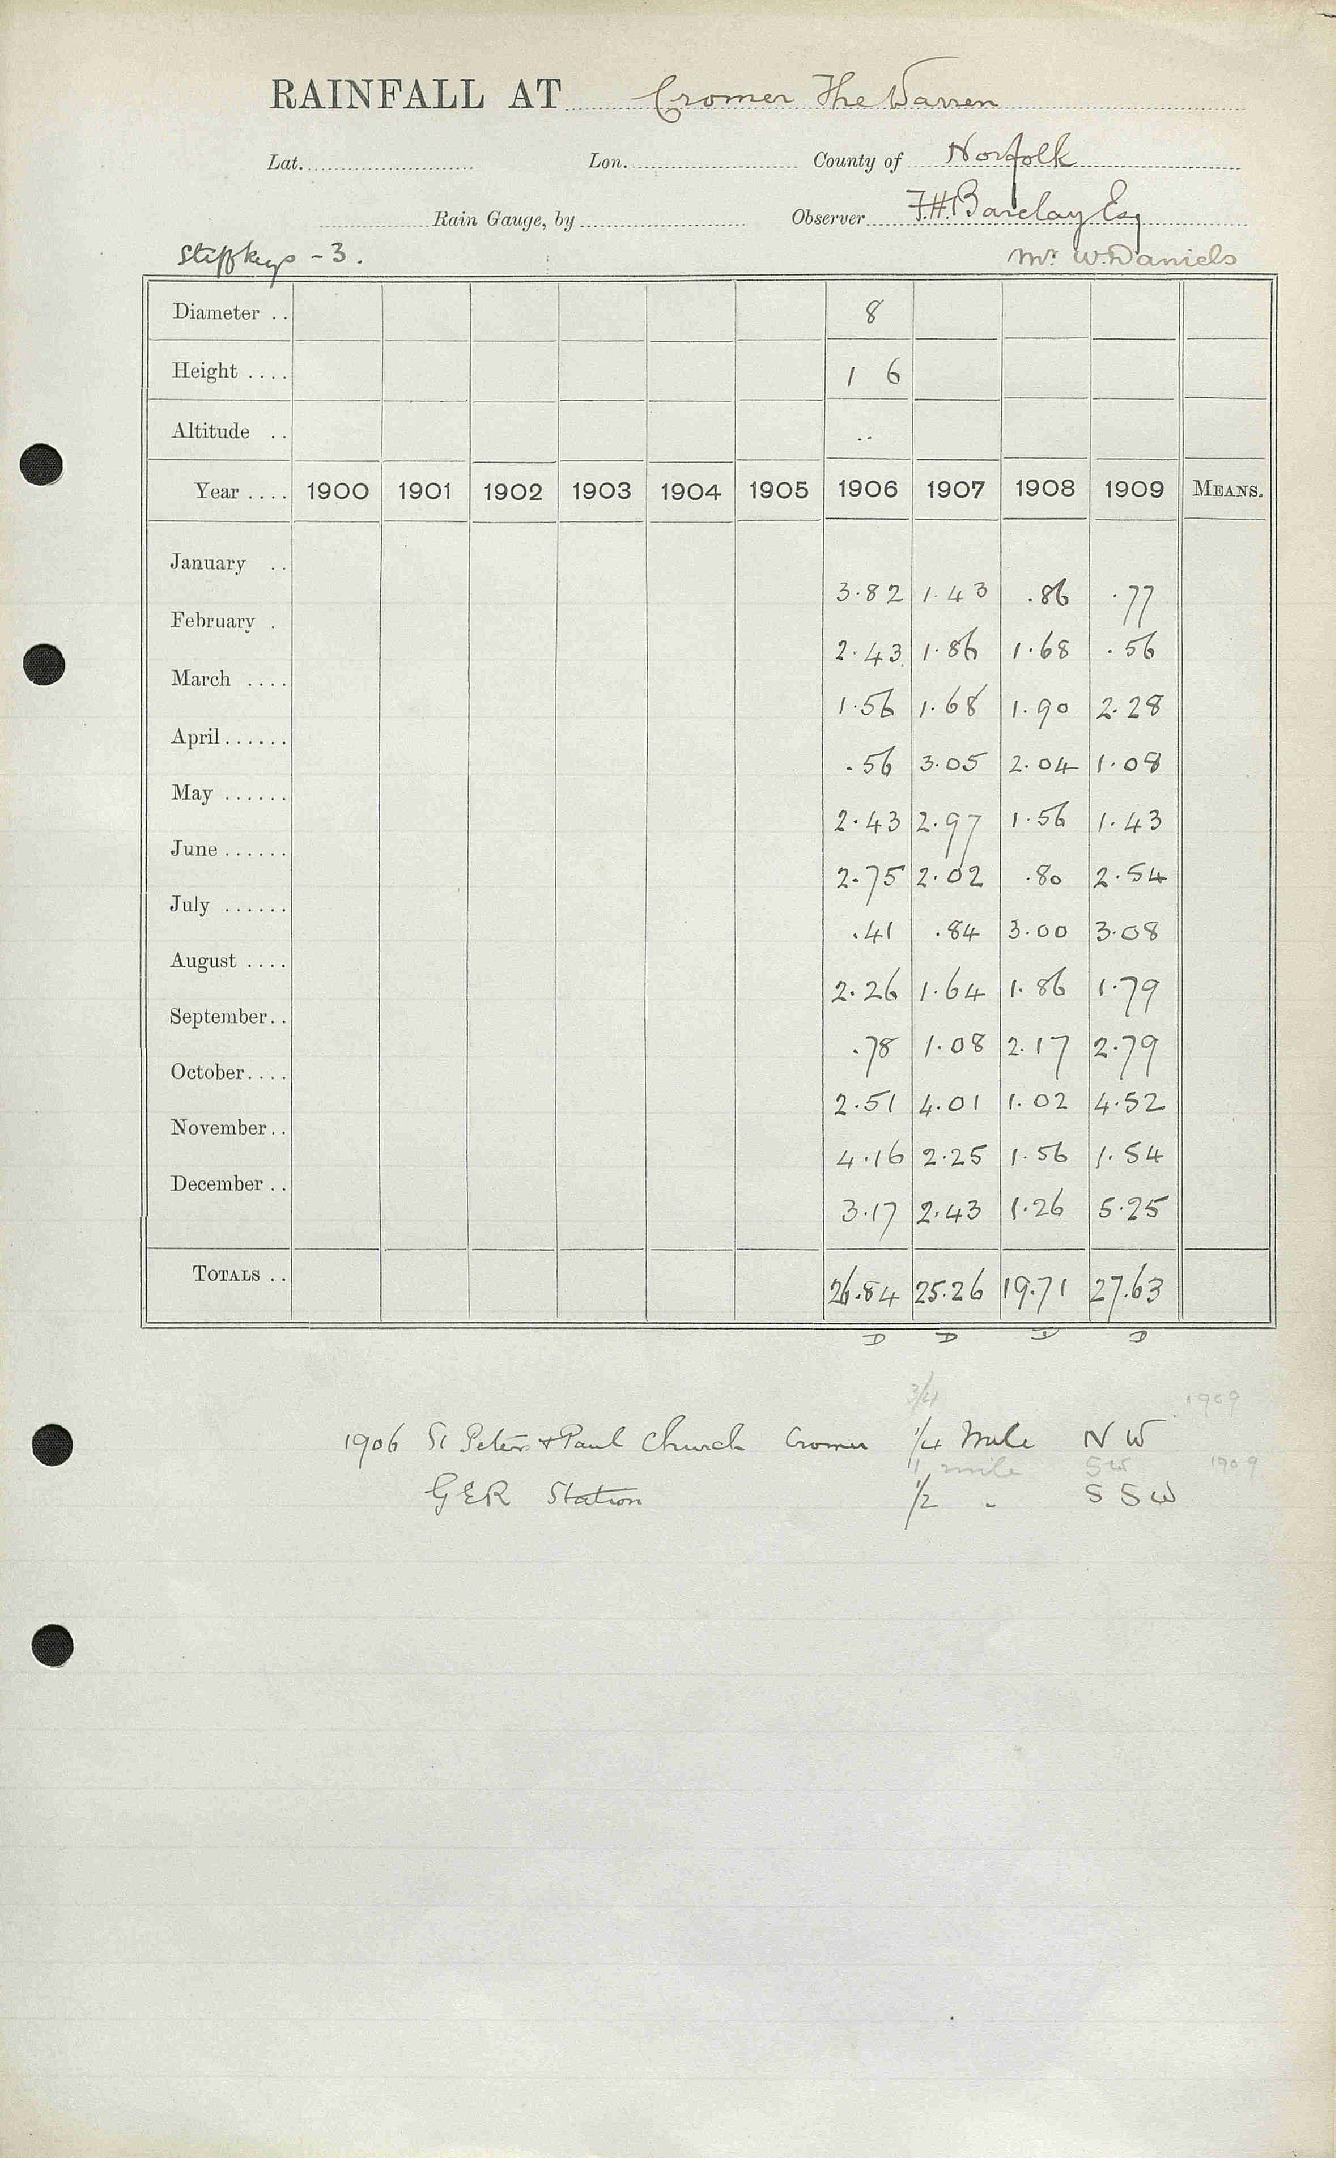 RAINFALL AT Cromer The Warren
Lat. Lon. County of Norfolk
Rain Gauge, by Observer F.H. Barclay Esq
Stiffkeys - 3. Mr W. Daniels
Diameter .. 8
Height .... 1 6
Altitude .. ..
Year .... 1900 1901 1902 1903 1904 1905 1906 1907 1908 1909 MEANS.
January .. 3.82 1.43 .86 .77
February . 2.43 1.86 1.68 .56
March .... 1.56 1.68 1.90 2.28
April...... .56 3.05 2.04 1.08
May ...... 2.43 2.97 1.56 1.43
June ...... 2.75 2.02 .80 2.54
July ...... .41 .84 3.00 3.08
August .... 2.26 1.64 1.86 1.79
September.. .78 1.08 2.17 2.79
October.... 2.51 4.01 1.02 4.52
November.. 4.16 2.25 1.56 1.54
December .. 3.17 2.43 1.26 5.25
TOTALS .. 26.84 25.26 19.71 27.63
D D D D
3/4 1909
1906 St Peter + Paul Church Cromer 1/4 Mile N W
1 mile SW 1909
GER Station 1/2 " S S W